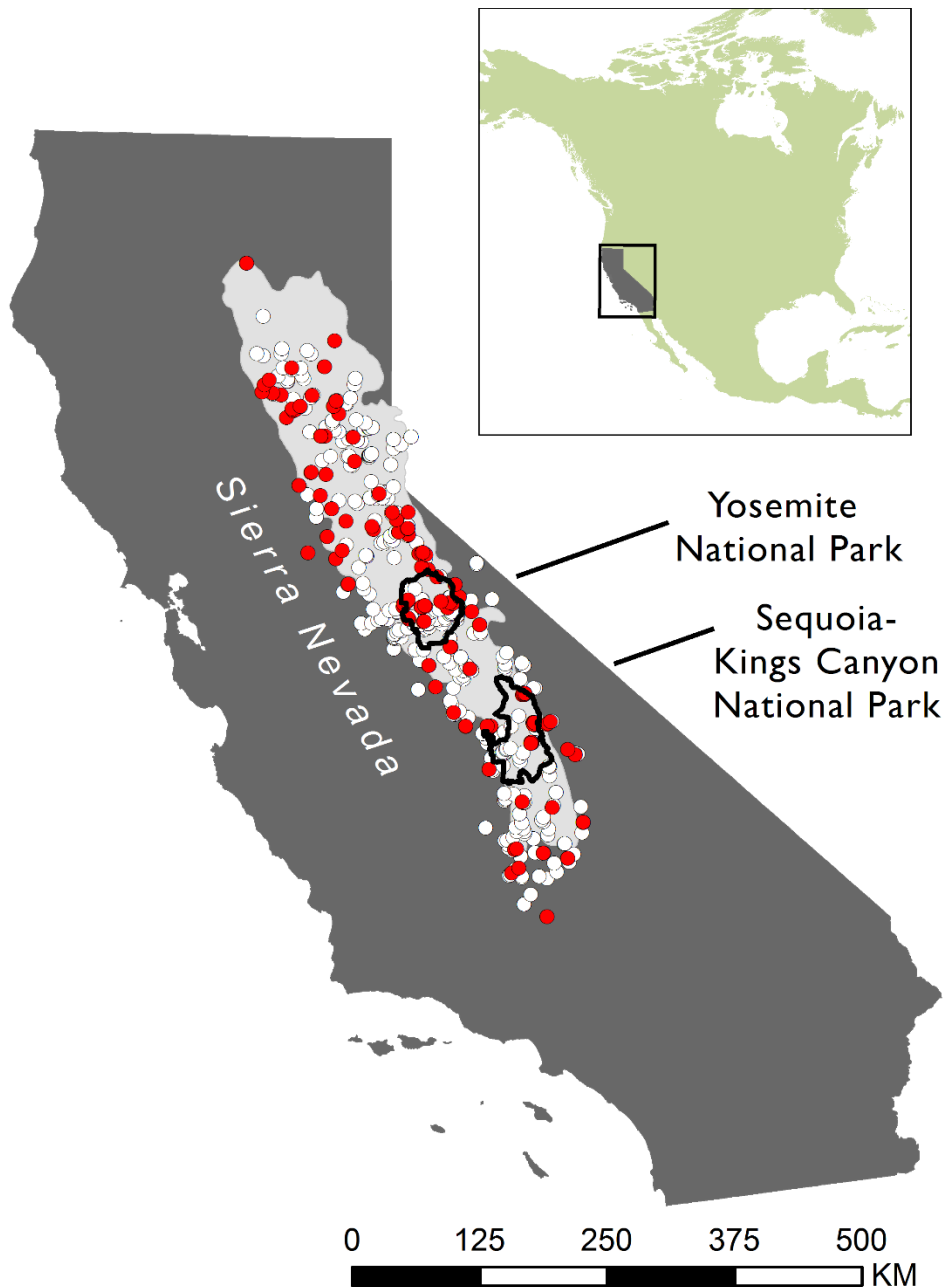 Sierra Nevada
Yosemite
National Park
Sequoia-
Kings Canyon
National Park
0 125 250 375 500
KM